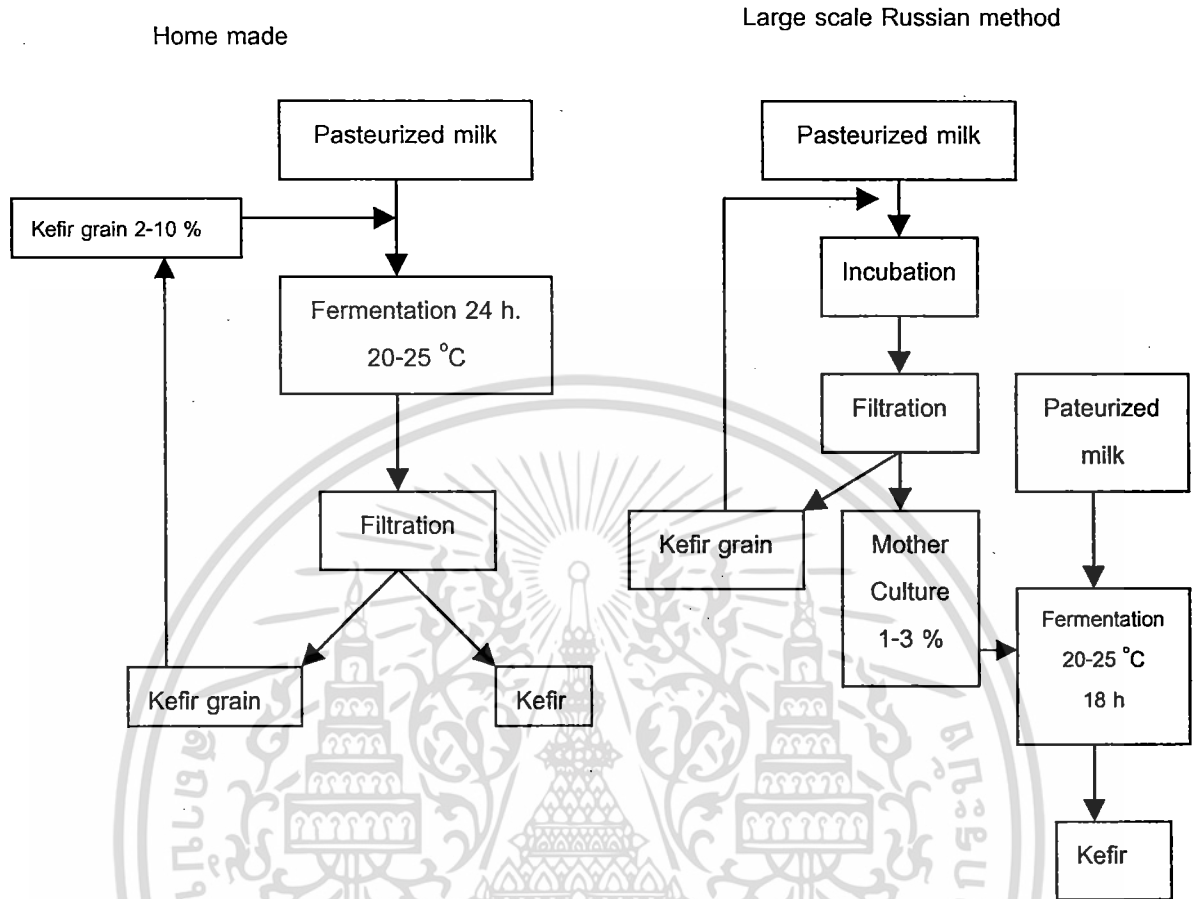 Home made
Pasteurized milk
Kefir grain 2-10 %
Fermentation 24 h.
20-25 °C
Filtration
Kefir grain
Kefir
Large scale Russian method
Pasteurized milk
Incubation
Filtration
Kefir grain
Mother
Culture
1-3 %
Pateurized
milk
Fermentation
20-25 °C
18 h
Kefir